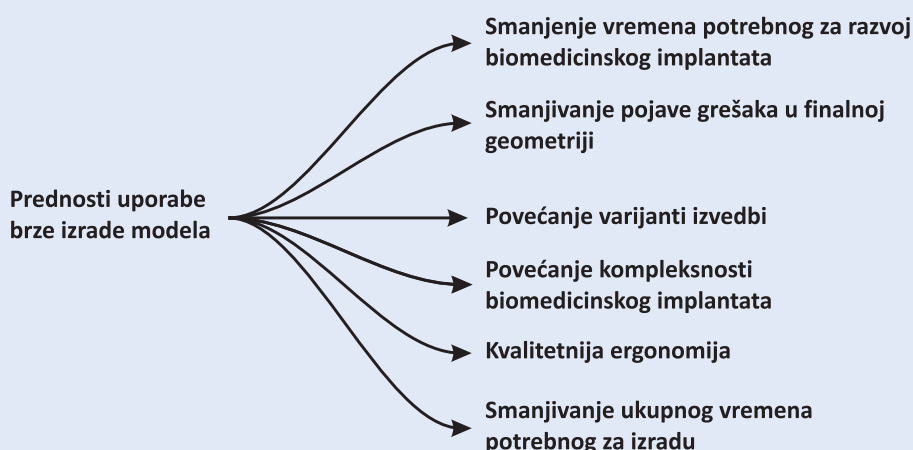 Prednosti uporabe
brze izrade modela
Smanjenje vremena potrebnog za razvoj
biomedicinskog implantata
Smanjivanje pojave grešaka u finalnoj
geometriji
Povećanje varijanti izvedbi
Povećanje kompleksnosti
biomedicinskog implantata
Kvalitetnija ergonomija
Smanjivanje ukupnog vremena
potrebnog za izradu